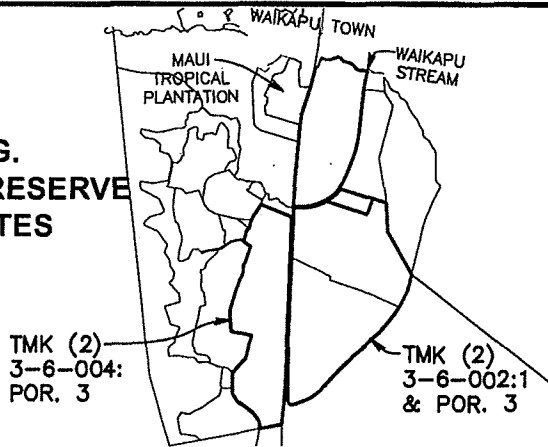 WAIKAPU TOWN
MAUI
TROPICAL
PLANTATION
WAIKAPU
STREAM
G.
RESERVE
TES
TMK (2)
3-6-004:
POR. 3
TMK (2)
3-6-002:1
& POR. 3